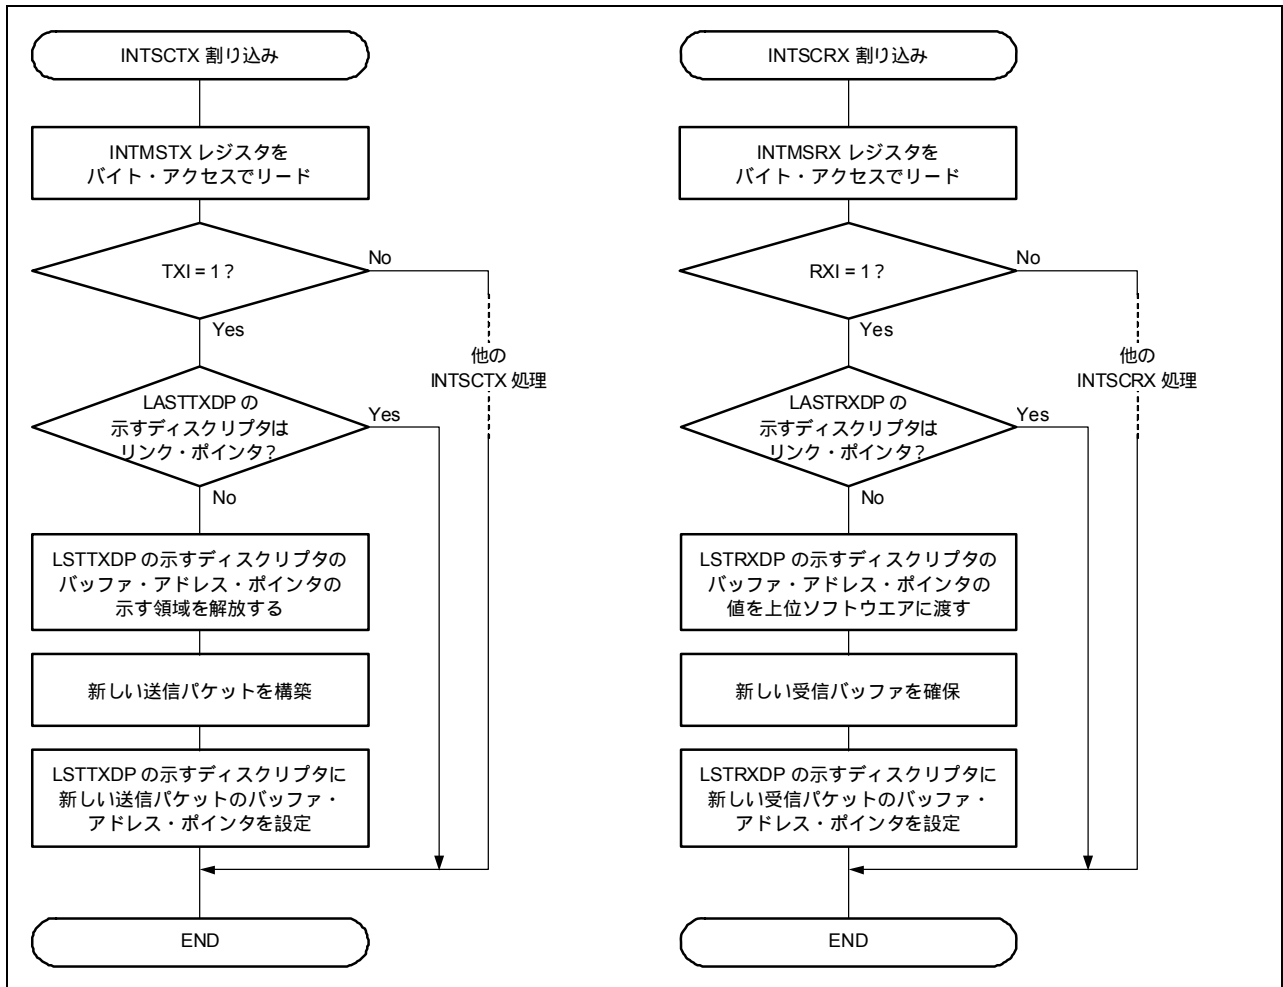 INTSCTX 割り込み
INTMSTX レジスタを
バイト・アクセスでリード
TXI = 1 ?
No
Yes
他の
INTSCTX 処理
LASTTXDP の
示すディスクリプタは
リンク・ポインタ?
Yes
No
LSTTXDP の示すディスクリプタの
バッファ・アドレス・ポインタの
示す領域を解放する
新しい送信パケットを構築
LSTTXDP の示すディスクリプタに
新しい送信パケットのバッファ・
アドレス・ポインタを設定
END
INTSCRX 割り込み
INTMSRX レジスタを
バイト・アクセスでリード
RXI = 1 ?
No
Yes
他の
INTSCRX 処理
LASTRXDP の
示すディスクリプタは
リンク・ポインタ?
Yes
No
LSTRXDP の示すディスクリプタの
バッファ・アドレス・ポインタの
値を上位ソフトウエアに渡す
新しい受信バッファを確保
LSTRXDP の示すディスクリプタに
新しい受信パケットのバッファ・
アドレス・ポインタを設定
END